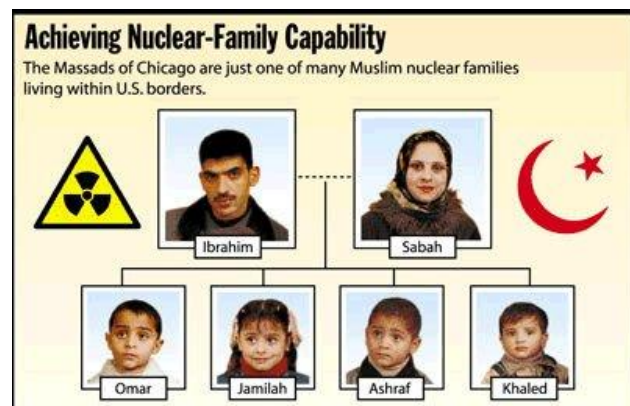 Achieving Nuclear-Family Capability
The Massads of Chicago are just one of many Muslim nuclear families
living within U.S. borders.
Ibrahim
Sabah
Omar
Jamilah
Ashraf
Khaled